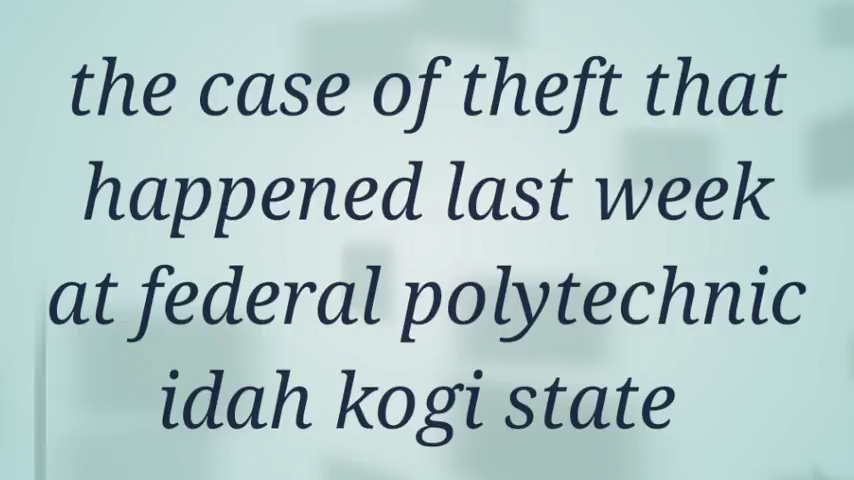 the case of theft that
happened last week
at federal polytechnic
idah kogi state